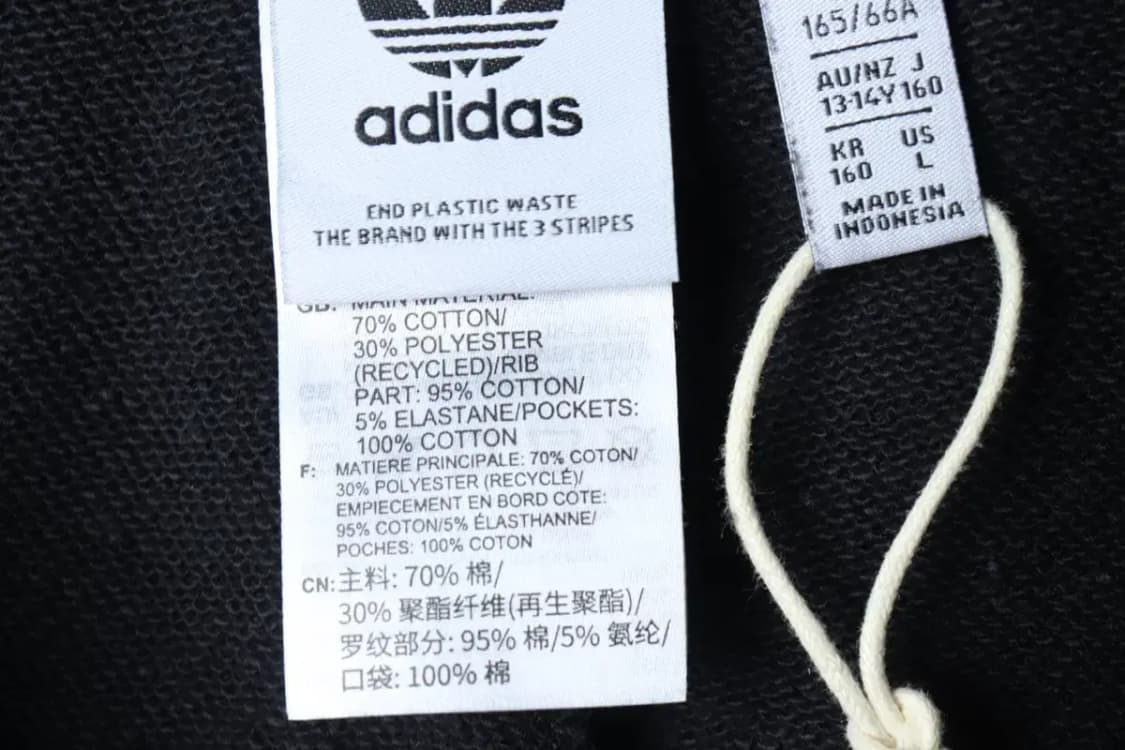 adidas
END PLASTIC WASTE
THE BRAND WITH THE 3 STRIPES
GB: MAIN MATERIAL:
70% COTTON/
30% POLYESTER
(RECYCLED)/RIB
PART: 95% COTTON/
5% ELASTANE/POCKETS:
100% COTTON
F: MATIERE PRINCIPALE: 70% COTON/
30% POLYESTER (RECYCLÉ)/
EMPIECEMENT EN BORD COTE:
95% COTON/5% ÉLASTHANNE/
POCHES: 100% COTON
CN: 主料: 70% 棉/
30% 聚酯纤维(再生聚酯)/
罗纹部分: 95% 棉/5% 氨纶/
口袋: 100% 棉
165/66A
AU/NZ J
13-14Y 160
KR US
160 L
MADE IN
INDONESIA